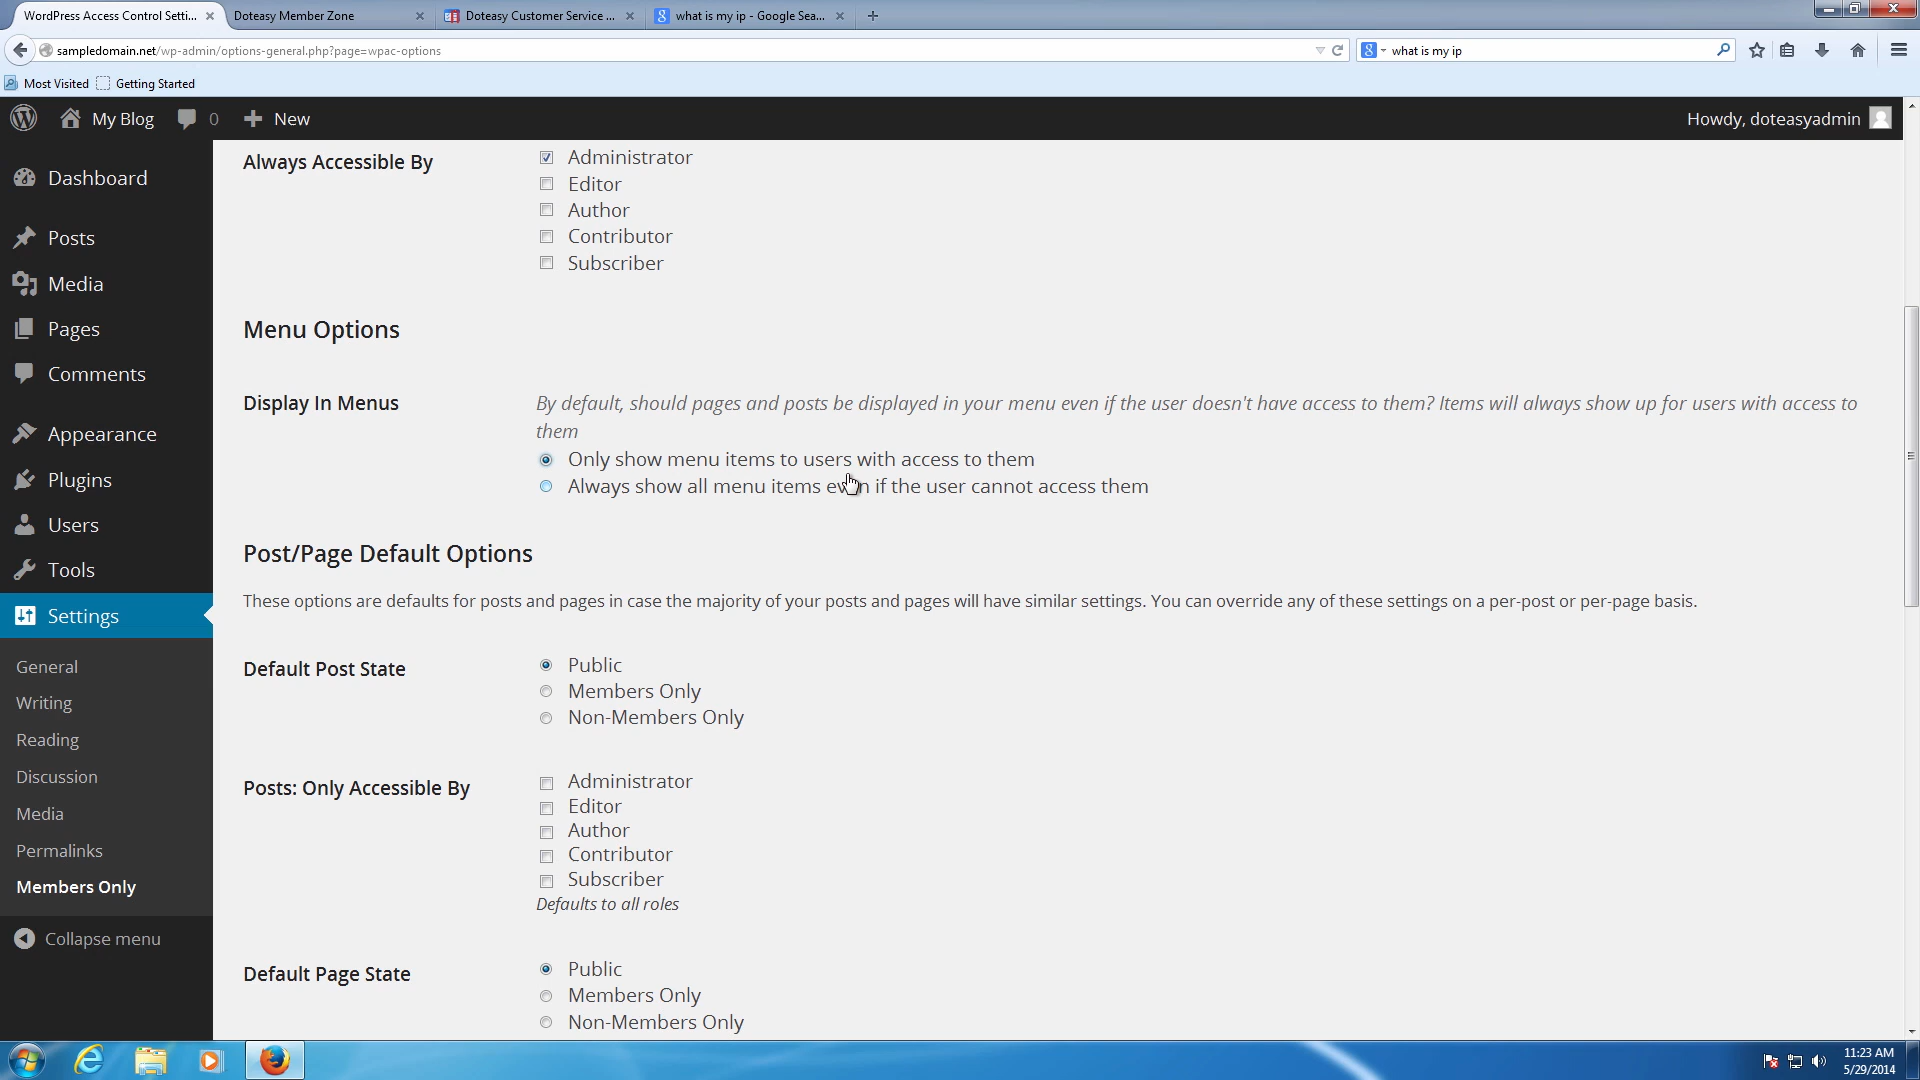 WordPress Access Control Setti...
Doteasy Member Zone
Doteasy Customer Service ...
what is my ip - Google Sea...
sampledomain.net/wp-admin/options-general.php?page=wpac-options
what is my ip
Most Visited
Getting Started
My Blog
0
New
Howdy, doteasyadmin
Dashboard
Posts
Media
Pages
Comments
Appearance
Plugins
Users
Tools
Settings
General
Writing
Reading
Discussion
Media
Permalinks
Members Only
Collapse menu
Always Accessible By
Administrator
Editor
Author
Contributor
Subscriber
Menu Options
Display In Menus
By default, should pages and posts be displayed in your menu even if the user doesn't have access to them? Items will always show up for users with access to
them
Only show menu items to users with access to them
Always show all menu items even if the user cannot access them
Post/Page Default Options
These options are defaults for posts and pages in case the majority of your posts and pages will have similar settings. You can override any of these settings on a per-post or per-page basis.
Default Post State
Public
Members Only
Non-Members Only
Posts: Only Accessible By
Administrator
Editor
Author
Contributor
Subscriber
Defaults to all roles
Default Page State
Public
Members Only
Non-Members Only
11:23 AM
5/29/2014